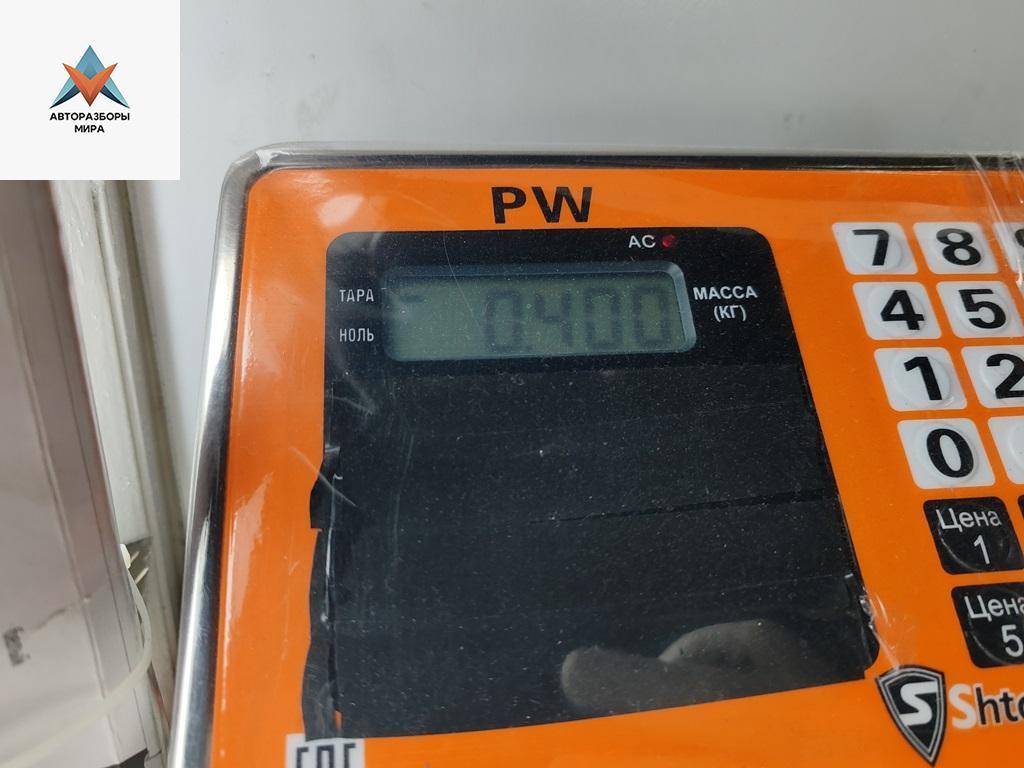 АВТОРАЗБОРЫ
МИРА
PW
AC
ТАРА
НОЛЬ
0.400
МАССА
(КГ)
7 8
4 5
1 2
0
Цена
1
Цена
5
S